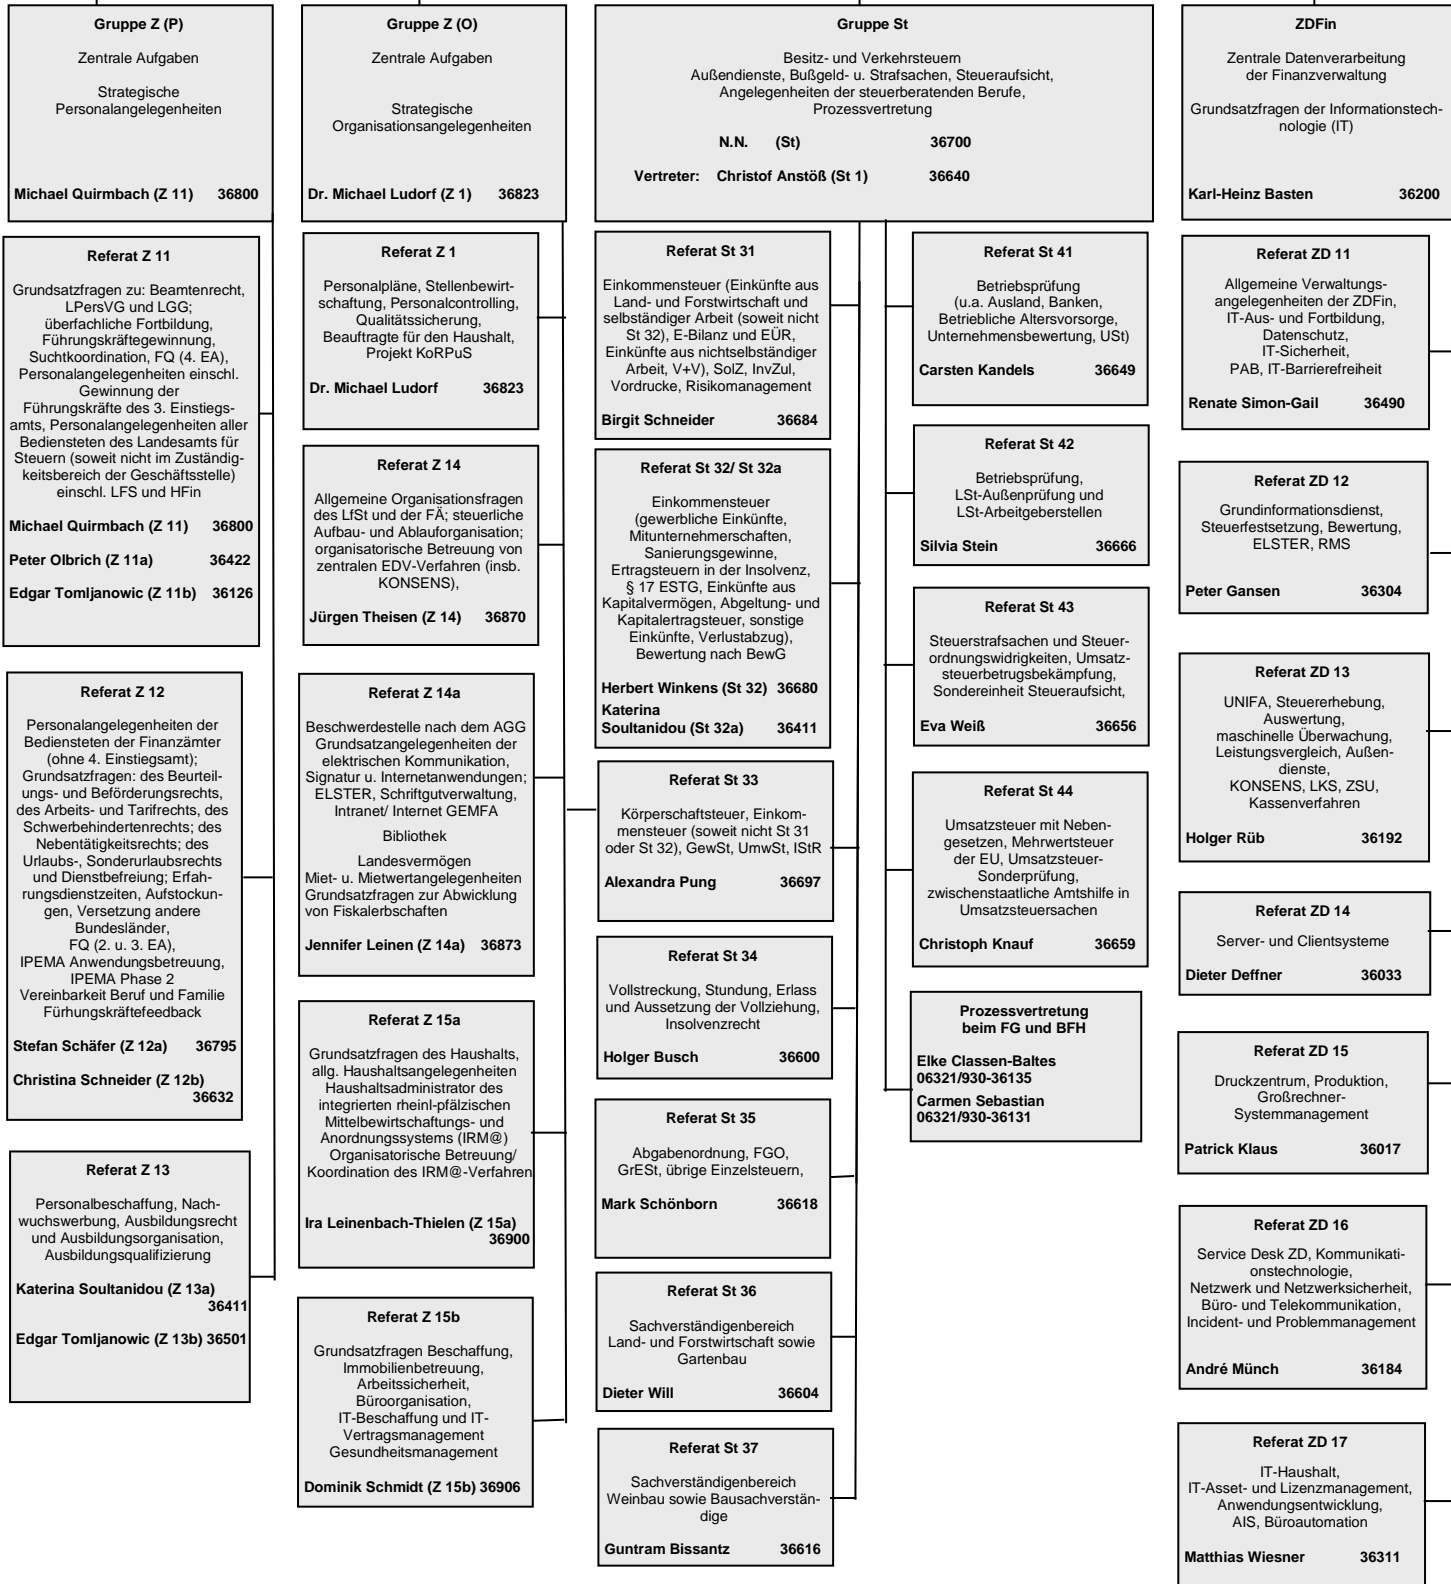 Gruppe Z (P)
Zentrale Aufgaben
Strategische
Personalangelegenheiten
Michael Quirmbach (Z 11) 36800
Referat Z 11
Grundsatzfragen zu: Beamtenrecht,
LPersVG und LGG;
überfachliche Fortbildung,
Führungskräftegewinnung,
Suchtkoordination, FQ (4. EA),
Personalangelegenheiten einschl.
Gewinnung der
Führungskräfte des 3. Einstiegs-
amts, Personalangelegenheiten aller
Bediensteten des Landesamts für
Steuern (soweit nicht im Zuständig-
keitsbereich der Geschäftsstelle)
einschl. LFS und HFin
Michael Quirmbach (Z 11) 36800
Peter Olbrich (Z 11a) 36422
Edgar Tomljanowic (Z 11b) 36126
Referat Z 12
Personalangelegenheiten der
Bediensteten der Finanzämter
(ohne 4. Einstiegsamt);
Grundsatzfragen: des Beurteil-
ungs- und Beförderungsrechts,
des Arbeits- und Tarifrechts, des
Schwerbehindertenrechts; des
Nebentätigkeitsrechts; des
Urlaubs-, Sonderurlaubsrechts
und Dienstbefreiung; Erfah-
rungsdienstzeiten, Aufstockun-
gen, Versetzung andere
Bundesländer,
FQ (2. u. 3. EA),
IPEMA Anwendungsbetreuung,
IPEMA Phase 2
Vereinbarkeit Beruf und Familie
Fürhungskräftefeedback
Stefan Schäfer (Z 12a) 36795
Christina Schneider (Z 12b)
36632
Referat Z 13
Personalbeschaffung, Nach-
wuchswerbung, Ausbildungsrecht
und Ausbildungsorganisation,
Ausbildungsqualifizierung
Katerina Soultanidou (Z 13a)
36411
Edgar Tomljanowic (Z 13b) 36501
Gruppe Z (O)
Zentrale Aufgaben
Strategische
Organisationsangelegenheiten
Dr. Michael Ludorf (Z 1) 36823
Referat Z 1
Personalpläne, Stellenbewirt-
schaftung, Personalcontrolling,
Qualitätssicherung,
Beauftragte für den Haushalt,
Projekt KoRPuS
Dr. Michael Ludorf 36823
Referat Z 14
Allgemeine Organisationsfragen
des LfSt und der FÄ; steuerliche
Aufbau- und Ablauforganisation;
organisatorische Betreuung von
zentralen EDV-Verfahren (insb.
KONSENS),
Jürgen Theisen (Z 14) 36870
Referat Z 14a
Beschwerdestelle nach dem AGG
Grundsatzangelegenheiten der
elektrischen Kommunikation,
Signatur u. Internetanwendungen;
ELSTER, Schriftgutverwaltung,
Intranet/ Internet GEMFA
Bibliothek
Landesvermögen
Miet- u. Mietwertangelegenheiten
Grundsatzfragen zur Abwicklung
von Fiskalerbschaften
Jennifer Leinen (Z 14a) 36873
Referat Z 15a
Grundsatzfragen des Haushalts,
allg. Haushaltsangelegenheiten
Haushaltsadministrator des
integrierten rheinl-pfälzischen
Mittelbewirtschaftungs- und
Anordnungssystems (IRM@)
Organisatorische Betreuung/
Koordination des IRM@-Verfahren
Ira Leinenbach-Thielen (Z 15a)
36900
Referat Z 15b
Grundsatzfragen Beschaffung,
Immobilienbetreuung,
Arbeitssicherheit,
Büroorganisation,
IT-Beschaffung und IT-
Vertragsmanagement
Gesundheitsmanagement
Dominik Schmidt (Z 15b) 36906
Gruppe St
Besitz- und Verkehrsteuern
Außendienste, Bußgeld- u. Strafsachen, Steueraufsicht,
Angelegenheiten der steuerberatenden Berufe,
Prozessvertretung
N.N. (St) 36700
Vertreter: Christof Anstöß (St 1) 36640
Referat St 31
Einkommensteuer (Einkünfte aus
Land- und Forstwirtschaft und
selbständiger Arbeit (soweit nicht
St 32), E-Bilanz und EÜR,
Einkünfte aus nichtselbständiger
Arbeit, V+V), SolZ, InvZul,
Vordrucke, Risikomanagement
Birgit Schneider 36684
Referat St 32/ St 32a
Einkommensteuer
(gewerbliche Einkünfte,
Mitunternehmerschaften,
Sanierungsgewinne,
Ertragsteuern in der Insolvenz,
§ 17 ESTG, Einkünfte aus
Kapitalvermögen, Abgeltung- und
Kapitalertragsteuer, sonstige
Einkünfte, Verlustabzug),
Bewertung nach BewG
Herbert Winkens (St 32) 36680
Katerina
Soultanidou (St 32a) 36411
Referat St 33
Körperschaftsteuer, Einkom-
mensteuer (soweit nicht St 31
oder St 32), GewSt, UmwSt, IStR
Alexandra Pung 36697
Referat St 34
Vollstreckung, Stundung, Erlass
und Aussetzung der Vollziehung,
Insolvenzrecht
Holger Busch 36600
Referat St 35
Abgabenordnung, FGO,
GrESt, übrige Einzelsteuern,
Mark Schönborn 36618
Referat St 36
Sachverständigenbereich
Land- und Forstwirtschaft sowie
Gartenbau
Dieter Will 36604
Referat St 37
Sachverständigenbereich
Weinbau sowie Bausachverstän-
dige
Guntram Bissantz 36616
Referat St 41
Betriebsprüfung
(u.a. Ausland, Banken,
Betriebliche Altersvorsorge,
Unternehmensbewertung, USt)
Carsten Kandels 36649
Referat St 42
Betriebsprüfung,
LSt-Außenprüfung und
LSt-Arbeitgeberstellen
Silvia Stein 36666
Referat St 43
Steuerstrafsachen und Steuer-
ordnungswidrigkeiten, Umsatz-
steuerbetrugsbekämpfung,
Sondereinheit Steueraufsicht,
Eva Weiß 36656
Referat St 44
Umsatzsteuer mit Neben-
gesetzen, Mehrwertsteuer
der EU, Umsatzsteuer-
Sonderprüfung,
zwischenstaatliche Amtshilfe in
Umsatzsteuersachen
Christoph Knauf 36659
Prozessvertretung
beim FG und BFH
Elke Classen-Baltes
06321/930-36135
Carmen Sebastian
06321/930-36131
ZDFin
Zentrale Datenverarbeitung
der Finanzverwaltung
Grundsatzfragen der Informationstech-
nologie (IT)
Karl-Heinz Basten 36200
Referat ZD 11
Allgemeine Verwaltungs-
angelegenheiten der ZDFin,
IT-Aus- und Fortbildung,
Datenschutz,
IT-Sicherheit,
PAB, IT-Barrierefreiheit
Renate Simon-Gail 36490
Referat ZD 12
Grundinformationsdienst,
Steuerfestsetzung, Bewertung,
ELSTER, RMS
Peter Gansen 36304
Referat ZD 13
UNIFA, Steuererhebung,
Auswertung,
maschinelle Überwachung,
Leistungsvergleich, Außen-
dienste,
KONSENS, LKS, ZSU,
Kassenverfahren
Holger Rüb 36192
Referat ZD 14
Server- und Clientsysteme
Dieter Deffner 36033
Referat ZD 15
Druckzentrum, Produktion,
Großrechner-
Systemmanagement
Patrick Klaus 36017
Referat ZD 16
Service Desk ZD, Kommunikati-
onstechnologie,
Netzwerk und Netzwerksicherheit,
Büro- und Telekommunikation,
Incident- und Problemmanagement
André Münch 36184
Referat ZD 17
IT-Haushalt,
IT-Asset- und Lizenzmanagement,
Anwendungsentwicklung,
AIS, Büroautomation
Matthias Wiesner 36311